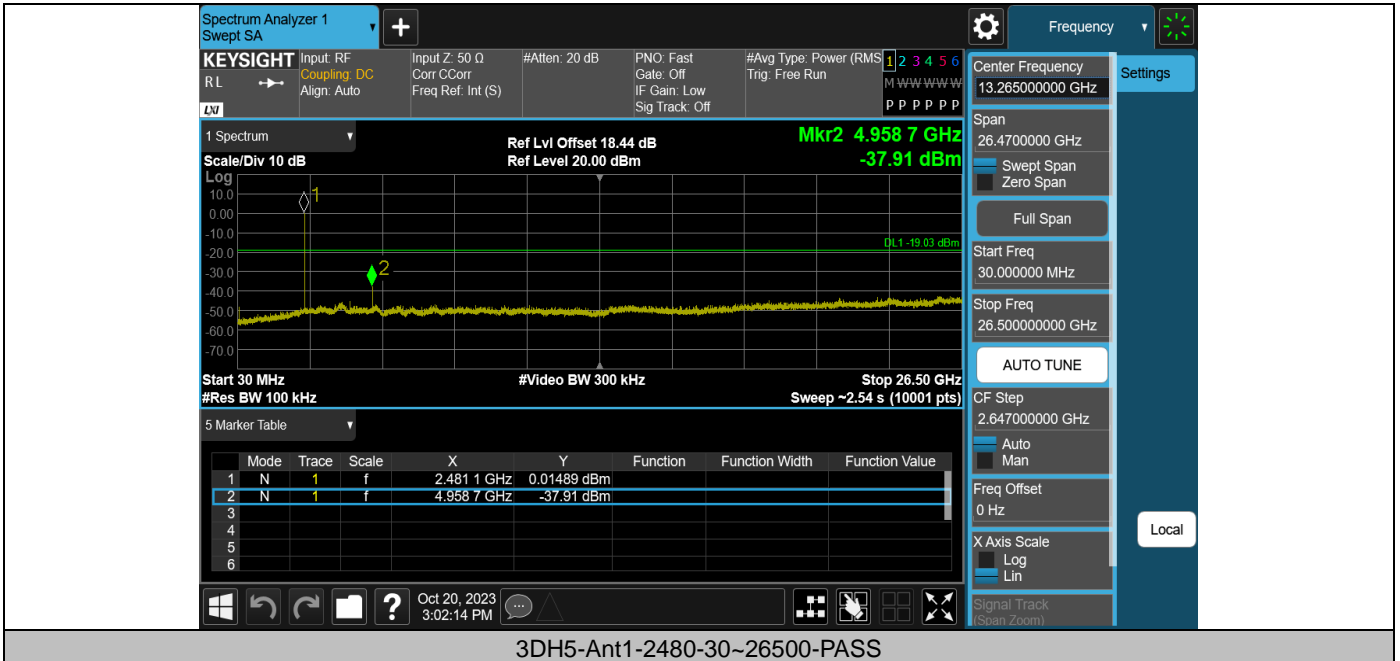 Spectrum Analyzer 1
Swept SA
+
Frequency
KEYSIGHT
RL
LXI
Input: RF
Coupling: DC
Align: Auto
Input Z: 50 Ω
Corr CCorr
Freq Ref: Int (S)
#Atten: 20 dB
PNO: Fast
Gate: Off
IF Gain: Low
Sig Track: Off
#Avg Type: Power (RMS
Trig: Free Run
1 2 3 4 5 6
M W W W W W
P P P P P P
1 Spectrum
Scale/Div 10 dB
Ref Lvl Offset 18.44 dB
Ref Level 20.00 dBm
Mkr2 4.958 7 GHz
-37.91 dBm
Log
10.0
0.00
-10.0
-20.0
-30.0
-40.0
-50.0
-60.0
-70.0
1
2
DL1 -19.03 dBm
Start 30 MHz
#Video BW 300 kHz
Stop 26.50 GHz
#Res BW 100 kHz
Sweep ~2.54 s (10001 pts)
5 Marker Table
Mode Trace Scale X Y Function Function Width Function Value
1 N 1 f 2.481 1 GHz 0.01489 dBm
2 N 1 f 4.958 7 GHz -37.91 dBm
3
4
5
6
?
Oct 20, 2023
3:02:14 PM
Center Frequency
13.265000000 GHz
Settings
Span
26.4700000 GHz
Swept Span
Zero Span
Full Span
Start Freq
30.000000 MHz
Stop Freq
26.500000000 GHz
AUTO TUNE
CF Step
2.647000000 GHz
Auto
Man
Freq Offset
0 Hz
Local
X Axis Scale
Log
Lin
Signal Track
(Span Zoom)
3DH5-Ant1-2480-30~26500-PASS